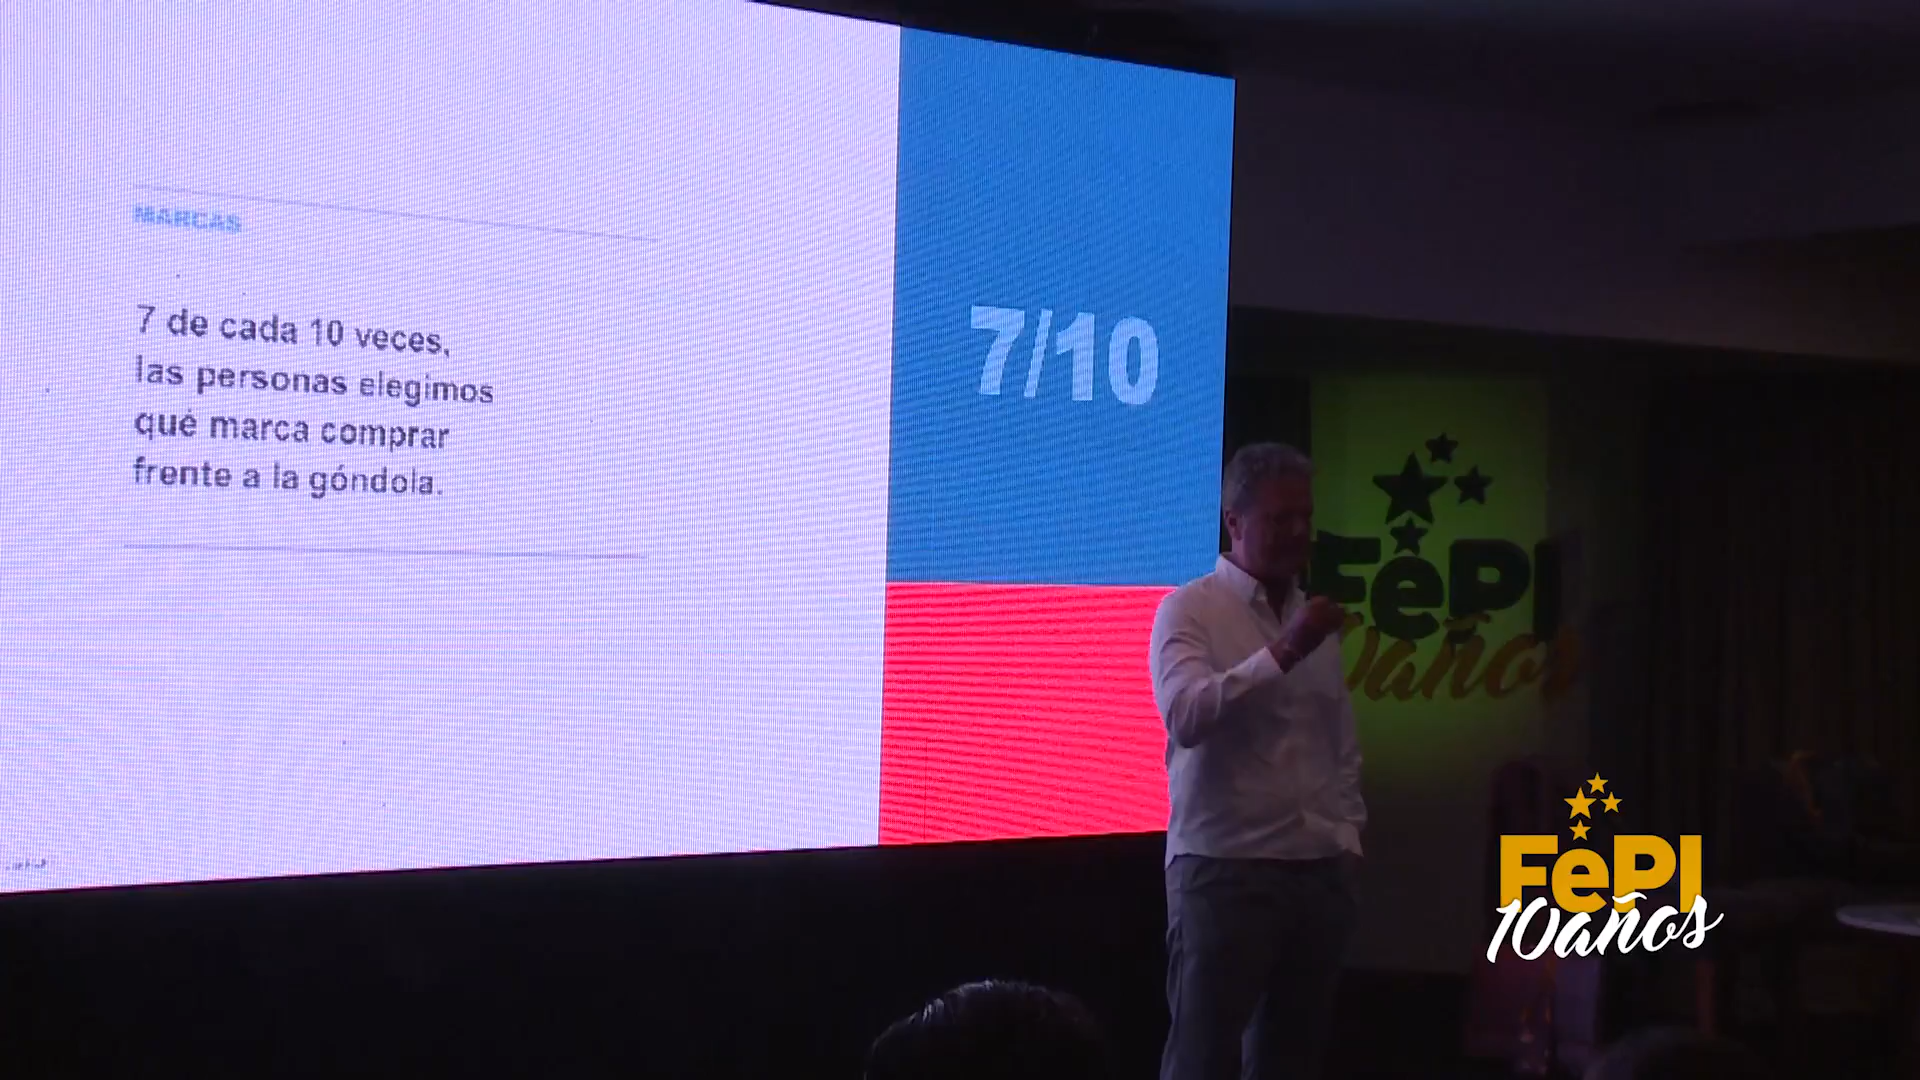 MARCAS
7 de cada 10 veces,
las personas elegimos
qué marca comprar
frente a la góndola.
7/10
FePI
10años
FePI
10años